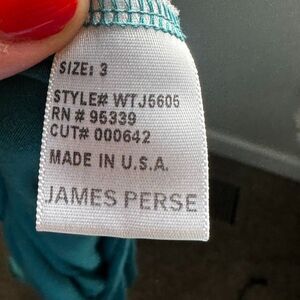 SIZE: 3
STYLE# WTJ5605
RN # 95339
CUT# 000642
MADE IN U.S.A.
JAMES PERSE